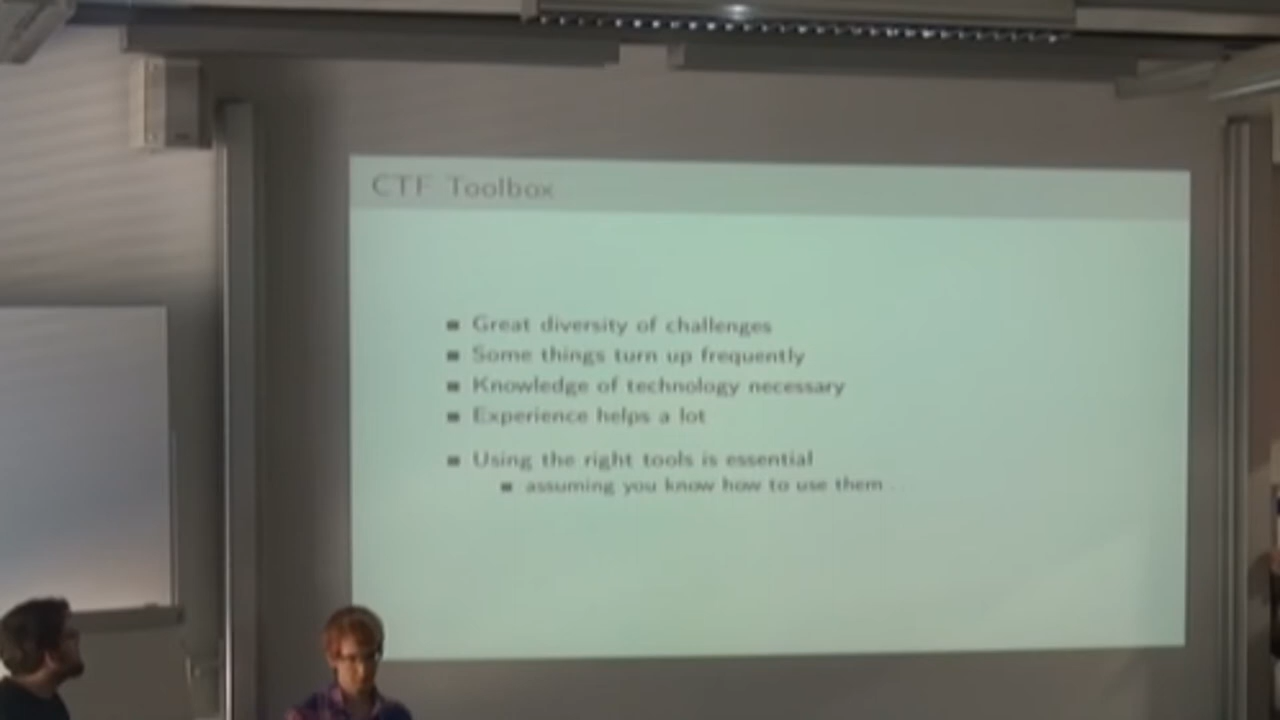 CTF Toolbox
Great diversity of challenges
Some things turn up frequently
Knowledge of technology necessary
Experience helps a lot
Using the right tools is essential
assuming you know how to use them ...